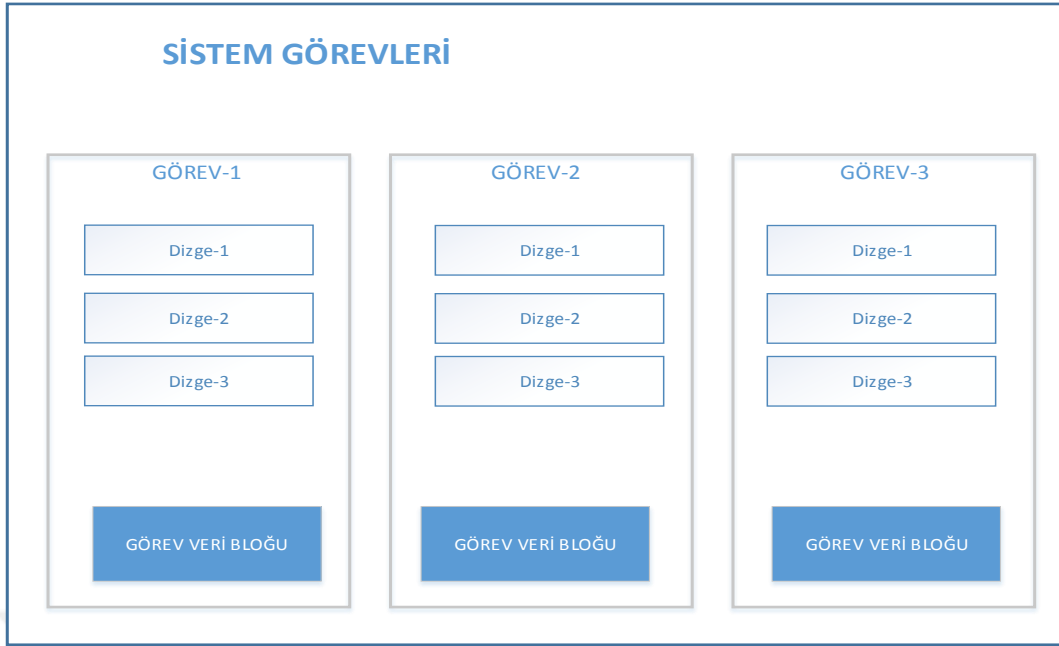 SİSTEM GÖREVLERİ
GÖREV-1
Dizge-1
Dizge-2
Dizge-3
GÖREV VERİ BLOĞU
GÖREV-2
Dizge-1
Dizge-2
Dizge-3
GÖREV VERİ BLOĞU
GÖREV-3
Dizge-1
Dizge-2
Dizge-3
GÖREV VERİ BLOĞU